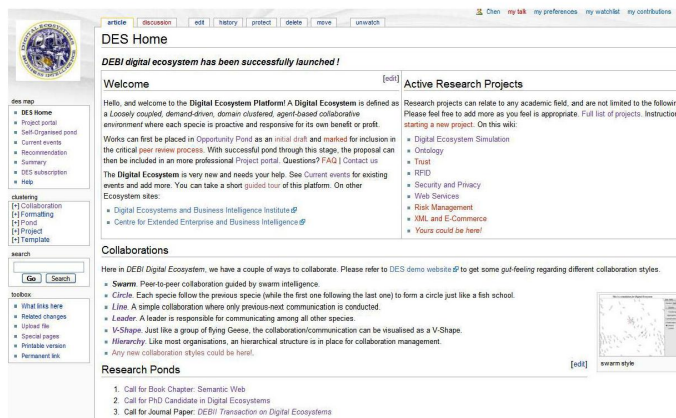 Chen my talk my preferences my watchlist my contributions
article discussion edit history protect delete move unwatch
DES Home
DEBI digital ecosystem has been successfully launched !
des map
DES Home
Project portal
Self-Organised pond
Current events
Recommendation
Summary
DES subscription
Help
clustering
[+] Collaboration
[+] Formatting
[+] Pond
[+] Project
[+] Template
search
Go Search
toolbox
What links here
Related changes
Upload file
Special pages
Printable version
Permanent link
Welcome
[edit]
Hello, and welcome to the Digital Ecosystem Platform! A Digital Ecosystem is defined as
a Loosely coupled, demand-driven, domain clustered, agent-based collaborative
environment where each specie is proactive and responsive for its own benefit or profit.
Works can first be placed in Opportunity Pond as an initial draft and marked for inclusion in
the critical peer review process. With successful pond through this stage, the proposal can
then be included in an more professional Project portal. Questions? FAQ | Contact us
The Digital Ecosystem is very new and needs your help. See Current events for existing
events and add more. You can take a short guided tour of this platform. On other
Ecosystem sites:
Digital Ecosystems and Business Intelligence Institute
Centre for Extended Enterprise and Business Intelligence
Active Research Projects
Research projects can relate to any academic field, and are not limited to the followin
Please feel free to add more as you feel is appropriate. Full list of projects. Instruction
starting a new project. On this wiki:
Digital Ecosystem Simulation
Ontology
Trust
RFID
Security and Privacy
Web Services
Risk Management
XML and E-Commerce
Yours could be here!
Collaborations
Here in DEBI Digital Ecosystem, we have a couple of ways to collaborate. Please refer to DES demo website to get some gut-feeling regarding different collaboration styles.
Swarm. Peer-to-peer collaboration guided by swarm intelligence.
Circle. Each specie follow the previous specie (while the first one following the last one) to form a circle just like a fish school.
Line. A simple collaboration where only previous-next communication is conducted.
Leader. A leader is responsible for communicating among all other species.
V-Shape. Just like a group of flying Geese, the collaboration/communication can be visualised as a V-Shape.
Hierarchy. Like most organisations, an hierarchical structure is in place for collaboration management.
Any new collaboration styles could be here!.
swarm style
Research Ponds
[edit]
1. Call for Book Chapter: Semantic Web
2. Call for PhD Candidate in Digital Ecosystems
3. Call for Journal Paper: DEBII Transaction on Digital Ecosystems